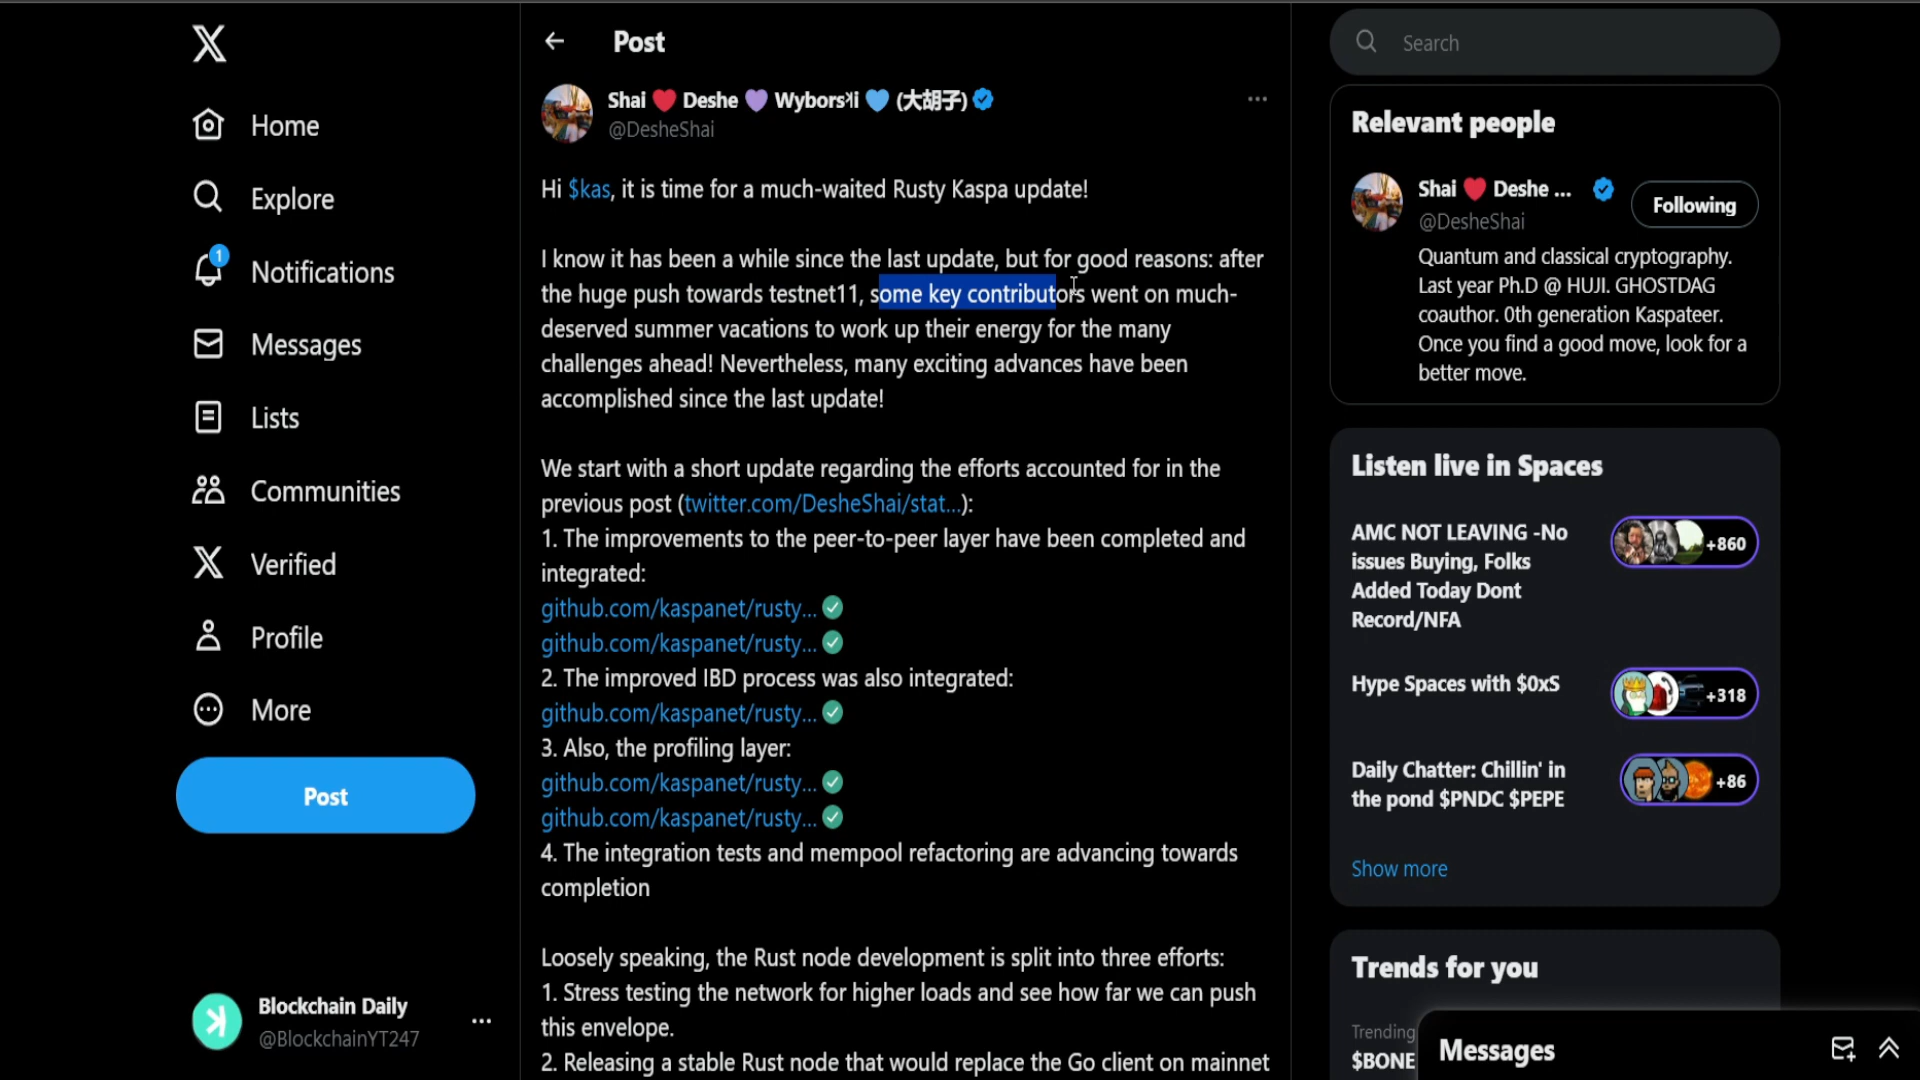 Home
Explore
1
Notifications
Messages
Lists
Communities
Verified
Profile
More
Post
Blockchain Daily
@BlockchainYT247
Post
Shai ❤️ Deshe 💜 Wybors𐤊i 💙 (大胡子)
@DesheShai
Hi $kas, it is time for a much-waited Rusty Kaspa update!
I know it has been a while since the last update, but for good reasons: after
the huge push towards testnet11, some key contributors went on much-
deserved summer vacations to work up their energy for the many
challenges ahead! Nevertheless, many exciting advances have been
accomplished since the last update!
We start with a short update regarding the efforts accounted for in the
previous post (twitter.com/DesheShai/stat...):
1. The improvements to the peer-to-peer layer have been completed and
integrated:
github.com/kaspanet/rusty... ✅
github.com/kaspanet/rusty... ✅
2. The improved IBD process was also integrated:
github.com/kaspanet/rusty... ✅
3. Also, the profiling layer:
github.com/kaspanet/rusty... ✅
github.com/kaspanet/rusty... ✅
4. The integration tests and mempool refactoring are advancing towards
completion
Loosely speaking, the Rust node development is split into three efforts:
1. Stress testing the network for higher loads and see how far we can push
this envelope.
2. Releasing a stable Rust node that would replace the Go client on mainnet
Search
Relevant people
Shai ❤️ Deshe ...
Following
@DesheShai
Quantum and classical cryptography.
Last year Ph.D @ HUJI. GHOSTDAG
coauthor. 0th generation Kaspateer.
Once you find a good move, look for a
better move.
Listen live in Spaces
AMC NOT LEAVING -No
issues Buying, Folks
Added Today Dont
Record/NFA
+860
Hype Spaces with $0xS
+318
Daily Chatter: Chillin' in
the pond $PNDC $PEPE
+86
Show more
Trends for you
Trending
$BONE
Messages